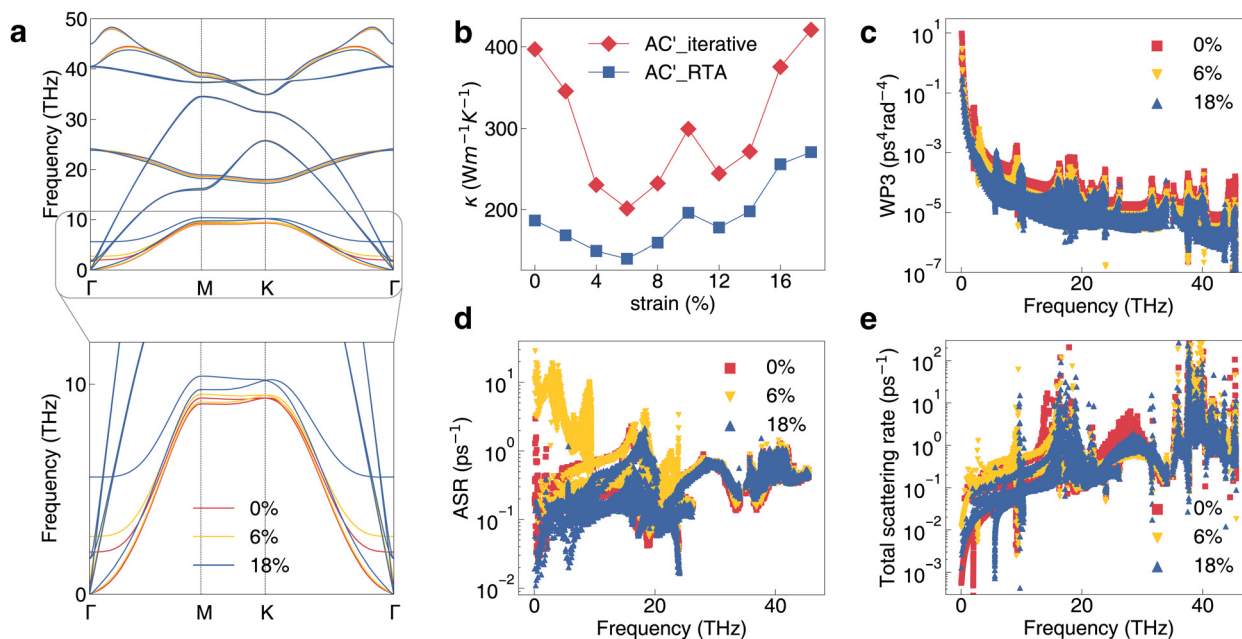 a
50
40
30
20
10
0
Frequency (THz)
Γ
M
K
Γ
10
0
Frequency (THz)
0%
6%
18%
Γ
M
K
Γ
b
400
300
200
κ (Wm⁻¹K⁻¹)
AC'_iterative
AC'_RTA
0
4
8
12
16
strain (%)
c
10¹
10⁻¹
10⁻³
10⁻⁵
10⁻⁷
WP3 (ps⁴rad⁻⁴)
0%
6%
18%
0
20
40
Frequency (THz)
d
10¹
10⁰
10⁻¹
10⁻²
ASR (ps⁻¹)
0%
6%
18%
0
20
40
Frequency (THz)
e
10²
10¹
10⁰
10⁻¹
10⁻²
10⁻³
Total scattering rate (ps⁻¹)
0%
6%
18%
0
20
40
Frequency (THz)